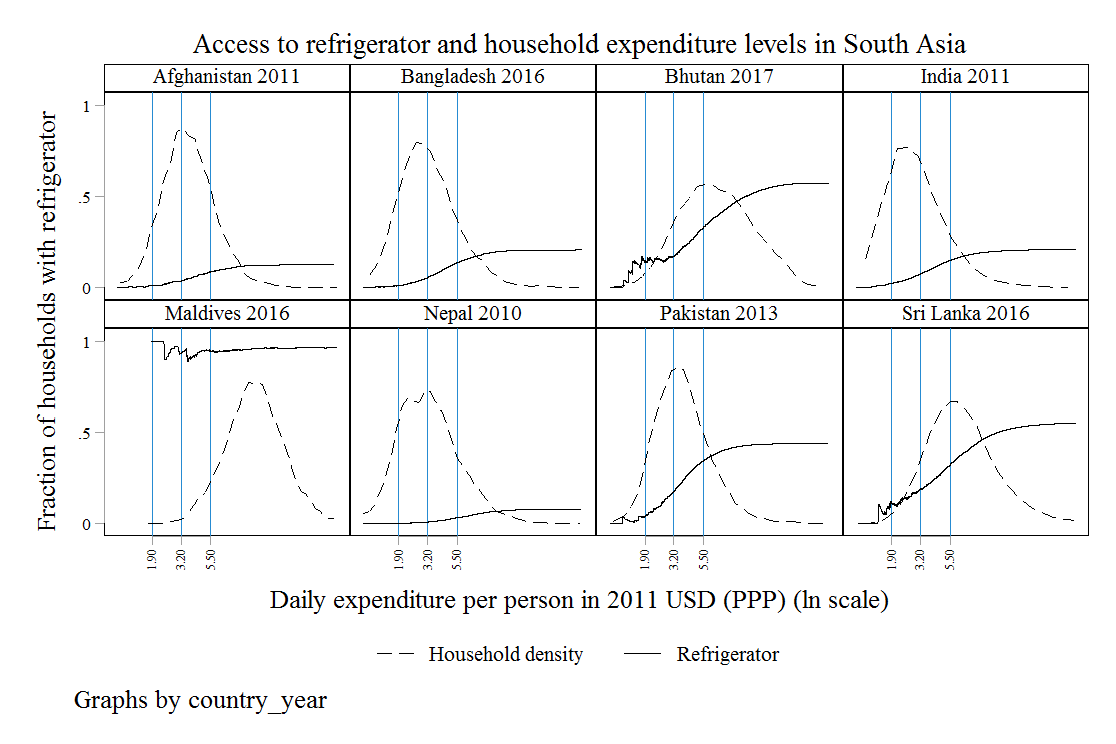 Access to refrigerator and household expenditure levels in South Asia
Afghanistan 2011
Bangladesh 2016
Bhutan 2017
India 2011
1
.5
0
Maldives 2016
Nepal 2010
Pakistan 2013
Sri Lanka 2016
1
.5
0
Fraction of households with refrigerator
1.90
3.20
5.50
1.90
3.20
5.50
1.90
3.20
5.50
1.90
3.20
5.50
Daily expenditure per person in 2011 USD (PPP) (ln scale)
Household density
Refrigerator
Graphs by country_year